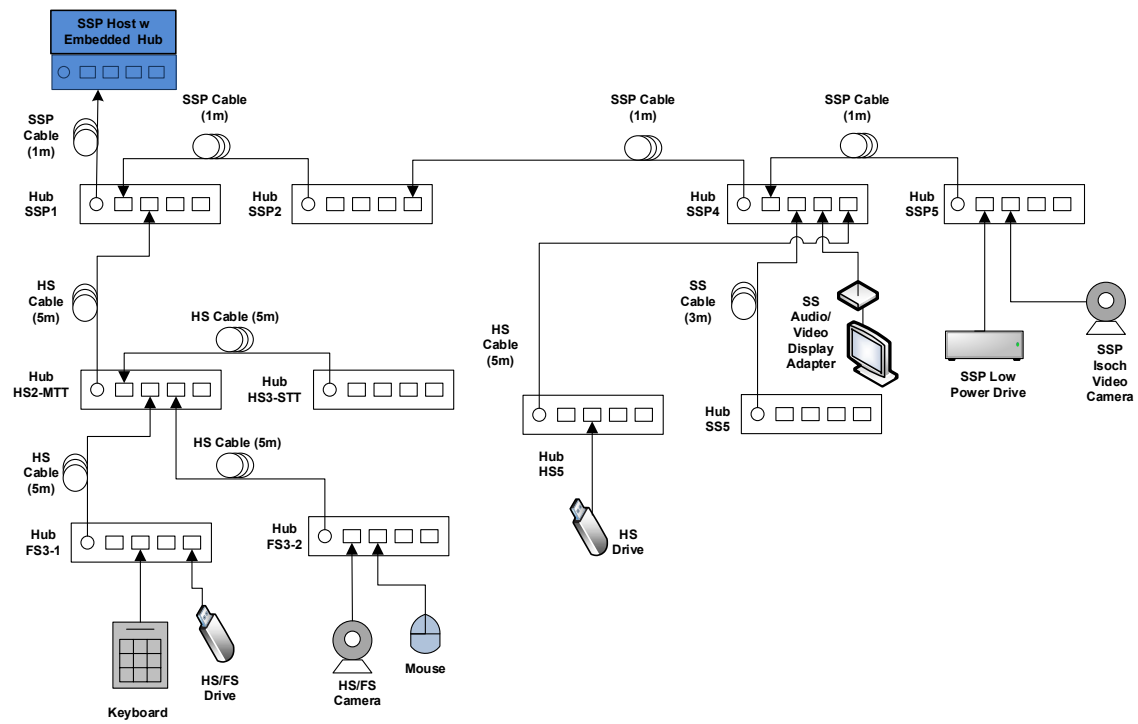 SSP Host w
Embedded Hub
SSP Cable
(1m)
SSP Cable
(1m)
SSP Cable
(1m)
SSP
Cable
(1m)
Hub
SSP1
Hub
SSP2
Hub
SSP4
Hub
SSP5
HS
Cable
(5m)
HS Cable (5m)
HS
Cable
(5m)
SS
Cable
(3m)
SS
Audio/
Video
Display
Adapter
SSP Low
Power Drive
SSP
Isoch
Video
Camera
Hub
HS2-MTT
Hub
HS3-STT
Hub
SS5
Hub
HS5
HS Cable (5m)
HS
Cable
(5m)
HS
Drive
Hub
FS3-1
Hub
FS3-2
Keyboard
HS/FS
Drive
HS/FS
Camera
Mouse